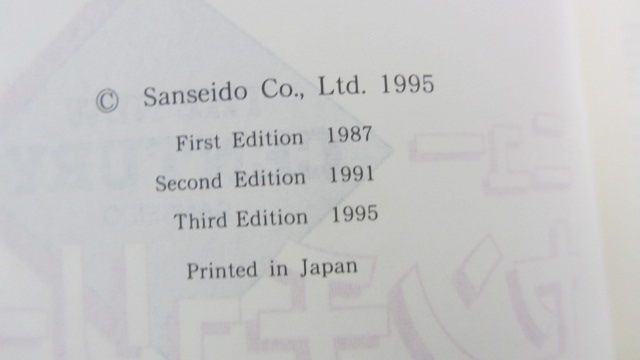 © Sanseido Co., Ltd. 1995
First Edition 1987
Second Edition 1991
Third Edition 1995
Printed in Japan